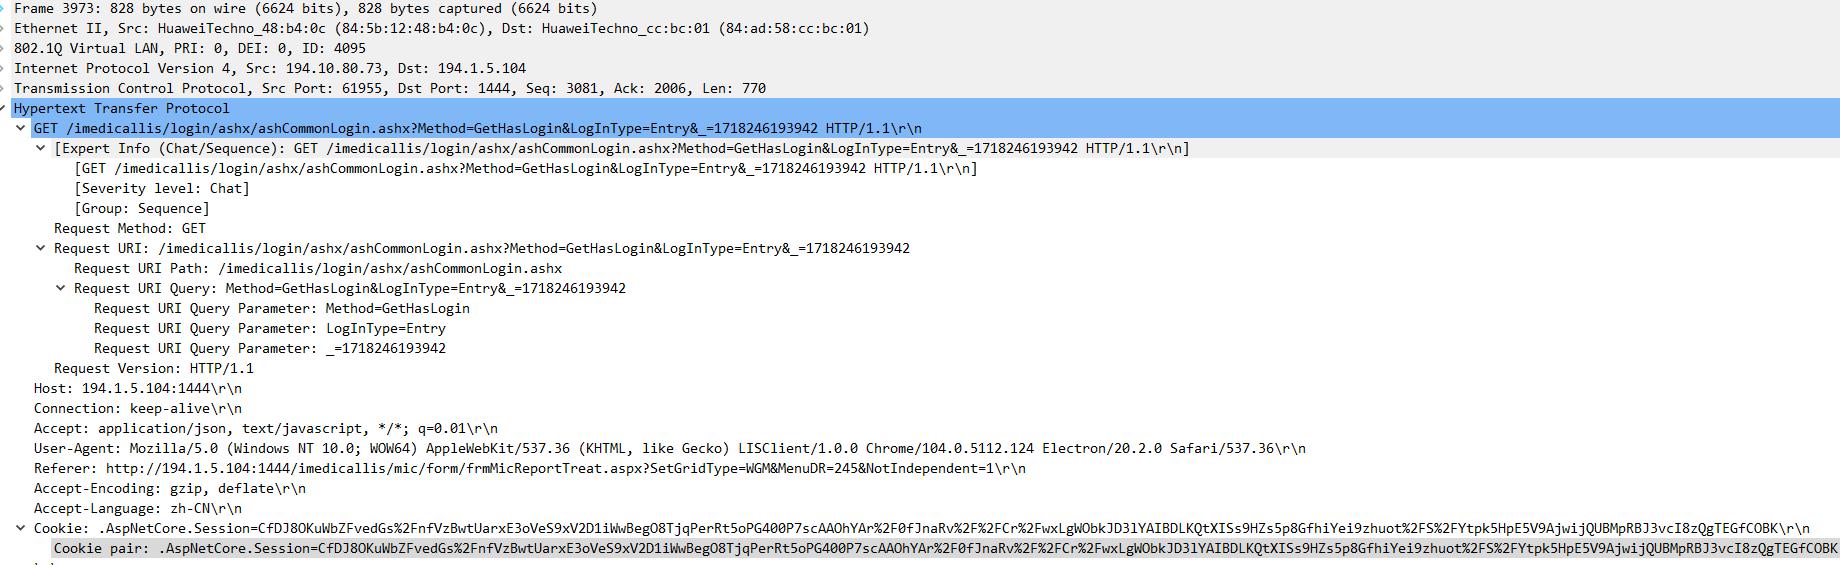 Frame 3973: 828 bytes on wire (6624 bits), 828 bytes captured (6624 bits)
Ethernet II, Src: HuaweiTechno_48:b4:0c (84:5b:12:48:b4:0c), Dst: HuaweiTechno_cc:bc:01 (84:ad:58:cc:bc:01)
802.1Q Virtual LAN, PRI: 0, DEI: 0, ID: 4095
Internet Protocol Version 4, Src: 194.10.80.73, Dst: 194.1.5.104
Transmission Control Protocol, Src Port: 61955, Dst Port: 1444, Seq: 3081, Ack: 2006, Len: 770
Hypertext Transfer Protocol
GET /imedicallis/login/ashx/ashCommonLogin.ashx?Method=GetHasLogin&LogInType=Entry&_=1718246193942 HTTP/1.1\r\n
[Expert Info (Chat/Sequence): GET /imedicallis/login/ashx/ashCommonLogin.ashx?Method=GetHasLogin&LogInType=Entry&_=1718246193942 HTTP/1.1\r\n]
[GET /imedicallis/login/ashx/ashCommonLogin.ashx?Method=GetHasLogin&LogInType=Entry&_=1718246193942 HTTP/1.1\r\n]
[Severity level: Chat]
[Group: Sequence]
Request Method: GET
Request URI: /imedicallis/login/ashx/ashCommonLogin.ashx?Method=GetHasLogin&LogInType=Entry&_=1718246193942
Request URI Path: /imedicallis/login/ashx/ashCommonLogin.ashx
Request URI Query: Method=GetHasLogin&LogInType=Entry&_=1718246193942
Request URI Query Parameter: Method=GetHasLogin
Request URI Query Parameter: LogInType=Entry
Request URI Query Parameter: _=1718246193942
Request Version: HTTP/1.1
Host: 194.1.5.104:1444\r\n
Connection: keep-alive\r\n
Accept: application/json, text/javascript, */*; q=0.01\r\n
User-Agent: Mozilla/5.0 (Windows NT 10.0; WOW64) AppleWebKit/537.36 (KHTML, like Gecko) LISClient/1.0.0 Chrome/104.0.5112.124 Electron/20.2.0 Safari/537.36\r\n
Referer: http://194.1.5.104:1444/imedicallis/mic/form/frmMicReportTreat.aspx?SetGridType=WGM&MenuDR=245&NotIndependent=1\r\n
Accept-Encoding: gzip, deflate\r\n
Accept-Language: zh-CN\r\n
Cookie: .AspNetCore.Session=CfDJ8OKuWbZFvedGs%2FnfVzBwtUarxE3oVeS9xV2D1iWwBegO8TjqPerRt5oPG400P7scAAOhYAr%2F0fJnaRv%2F%2FCr%2FwxLgWObkJD3lYAIBDLKQtXISs9HZs5p8GfhiYei9zhuot%2FS%2FYtpk5HpE5V9AjwijQUBMpRBJ3vcI8zQgTEGfCOBK\r\n
Cookie pair: .AspNetCore.Session=CfDJ8OKuWbZFvedGs%2FnfVzBwtUarxE3oVeS9xV2D1iWwBegO8TjqPerRt5oPG400P7scAAOhYAr%2F0fJnaRv%2F%2FCr%2FwxLgWObkJD3lYAIBDLKQtXISs9HZs5p8GfhiYei9zhuot%2FS%2FYtpk5HpE5V9AjwijQUBMpRBJ3vcI8zQgTEGfCOBK